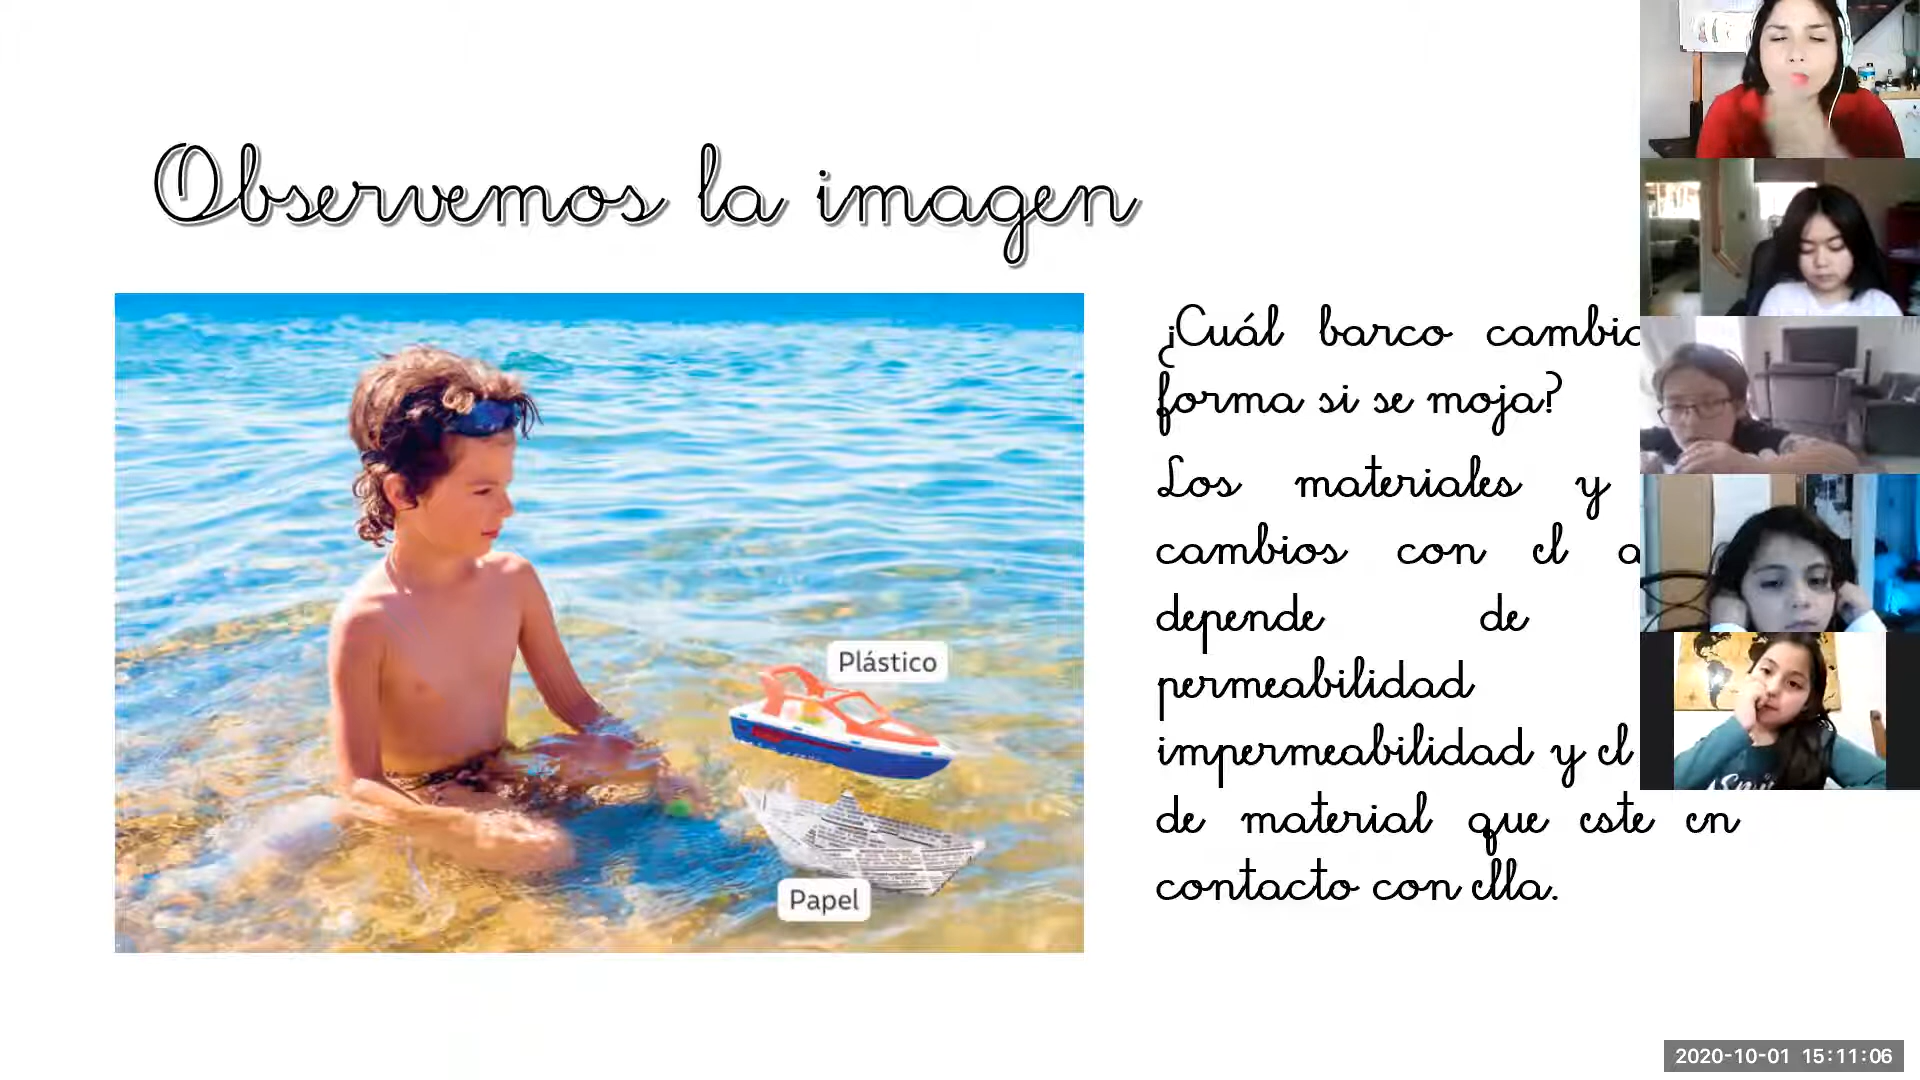 Observemos la imagen
¿Cuál barco
forma si se moja?
Los materiales y
cambios con el
depende de
permeabilidad
impermeabilidad y el
de material que este en
contacto con ella.
Plástico
Papel
2020-10-01 15:11:06